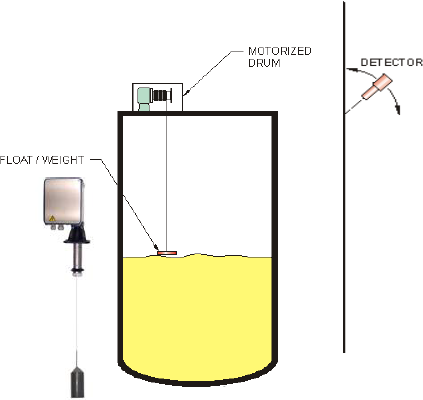 MOTORIZED
DRUM
DETECTOR
FLOAT / WEIGHT